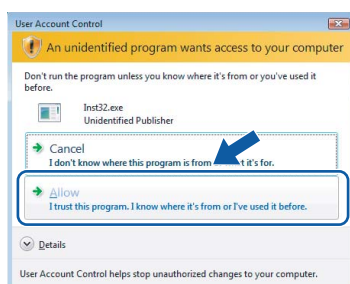 User Account Control
An unidentified program wants access to your computer
Don't run the program unless you know where it's from or you've used it
before.
Inst32.exe
Unidentified Publisher
Cancel
I don't know where this program is from t it's for.
Allow
I trust this program. I know where it's from or I've used it before.
Details
User Account Control helps stop unauthorized changes to your computer.